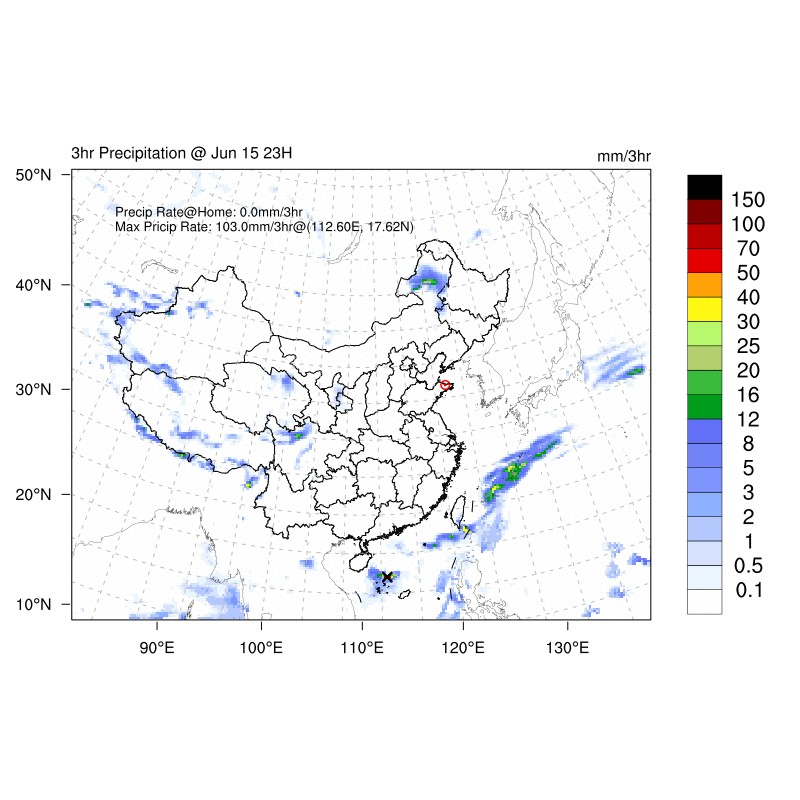 3hr Precipitation @ Jun 15 23H
mm/3hr
Precip Rate@Home: 0.0mm/3hr
Max Pricip Rate: 103.0mm/3hr@(112.60E, 17.62N)
50°N
40°N
30°N
20°N
10°N
90°E
100°E
110°E
120°E
130°E
150
100
70
50
40
30
25
20
16
12
8
5
3
2
1
0.5
0.1